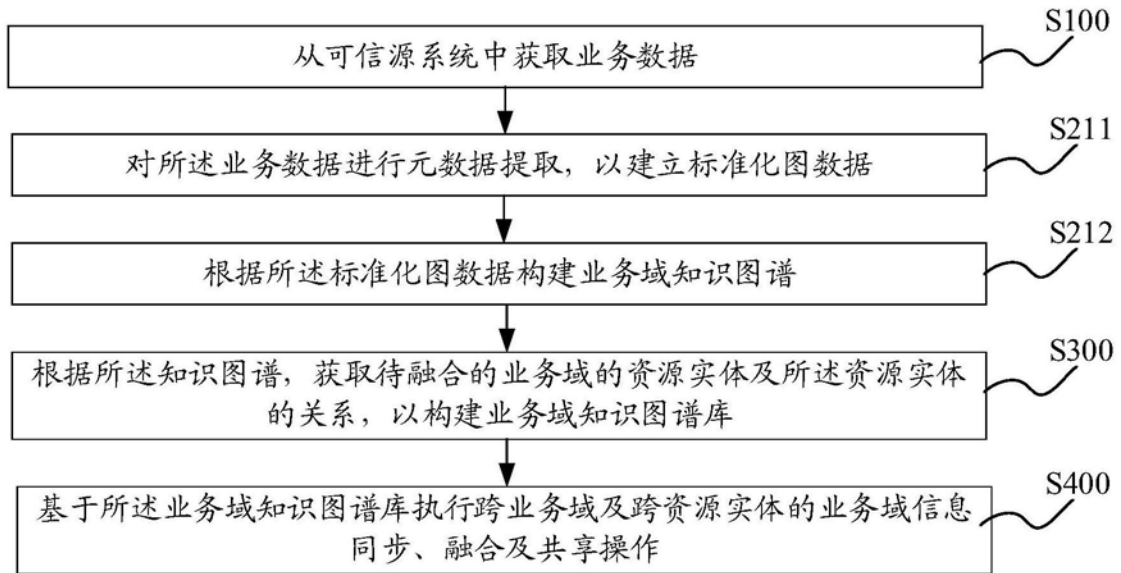 S100
从可信源系统中获取业务数据
S211
对所述业务数据进行元数据提取，以建立标准化图数据
S212
根据所述标准化图数据构建业务域知识图谱
S300
根据所述知识图谱，获取待融合的业务域的资源实体及所述资源实体
的关系，以构建业务域知识图谱库
S400
基于所述业务域知识图谱库执行跨业务域及跨资源实体的业务域信息
同步、融合及共享操作